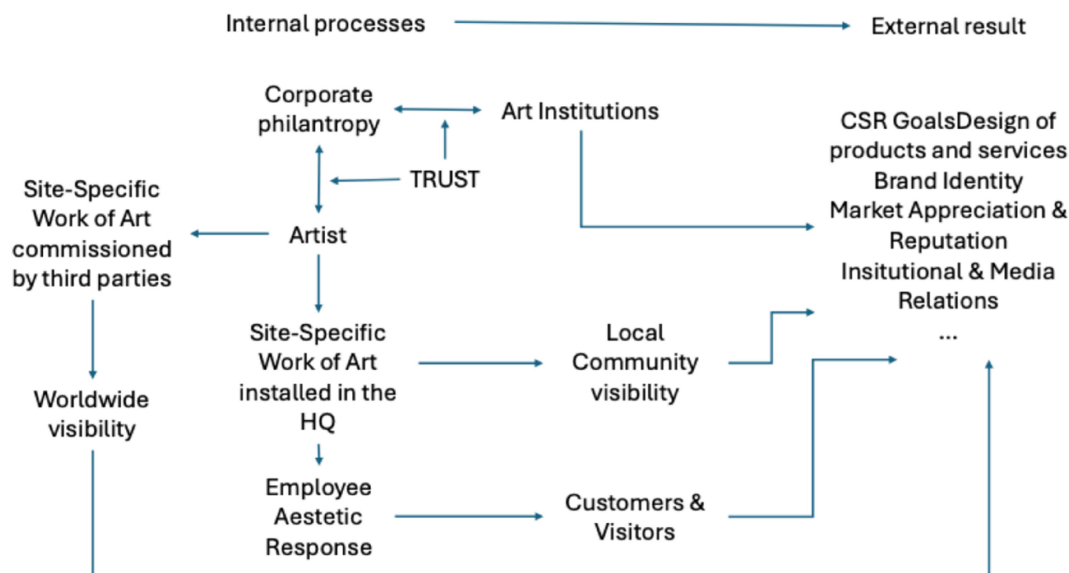 Internal processes
External result
Corporate
philantropy
Art Institutions
TRUST
Artist
Site-Specific
Work of Art
commissioned
by third parties
Worldwide
visibility
Site-Specific
Work of Art
installed in the
HQ
Local
Community
visibility
Employee
Aestetic
Response
Customers &
Visitors
CSR GoalsDesign of
products and services
Brand Identity
Market Appreciation &
Reputation
Insitutional & Media
Relations
...